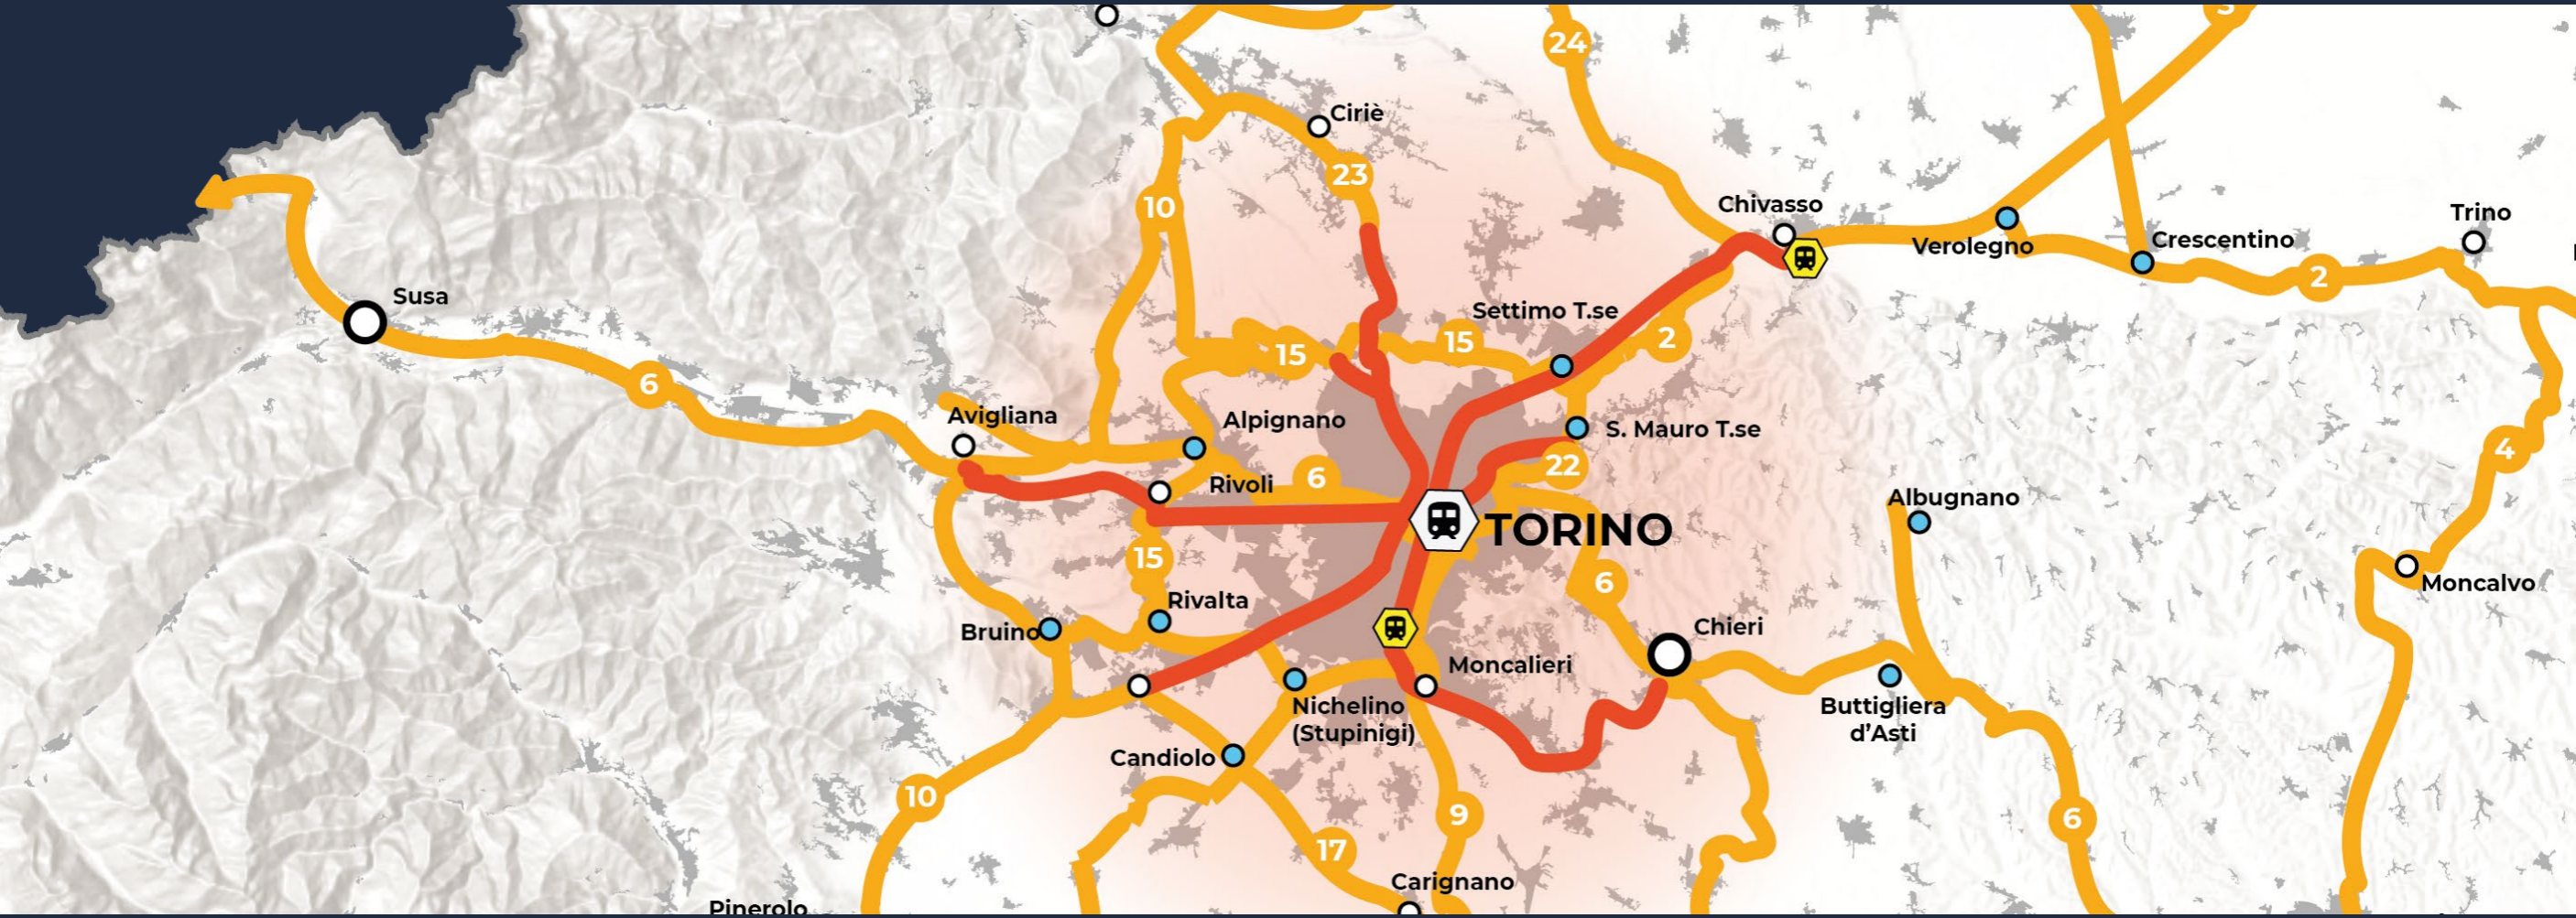 3
24
Ciriè
23
10
Chivasso
Verolegno
Crescentino
Trino
2
Susa
Settimo T.se
15
15
2
6
Avigliana
Alpignano
S. Mauro T.se
22
4
Rivoli
6
Albugnano
TORINO
15
6
Moncalvo
Rivalta
Bruino
Chieri
Moncalieri
Nichelino
(Stupinigi)
Buttigliera
d’Asti
Candiolo
10
9
6
17
Carignano
Pinerolo